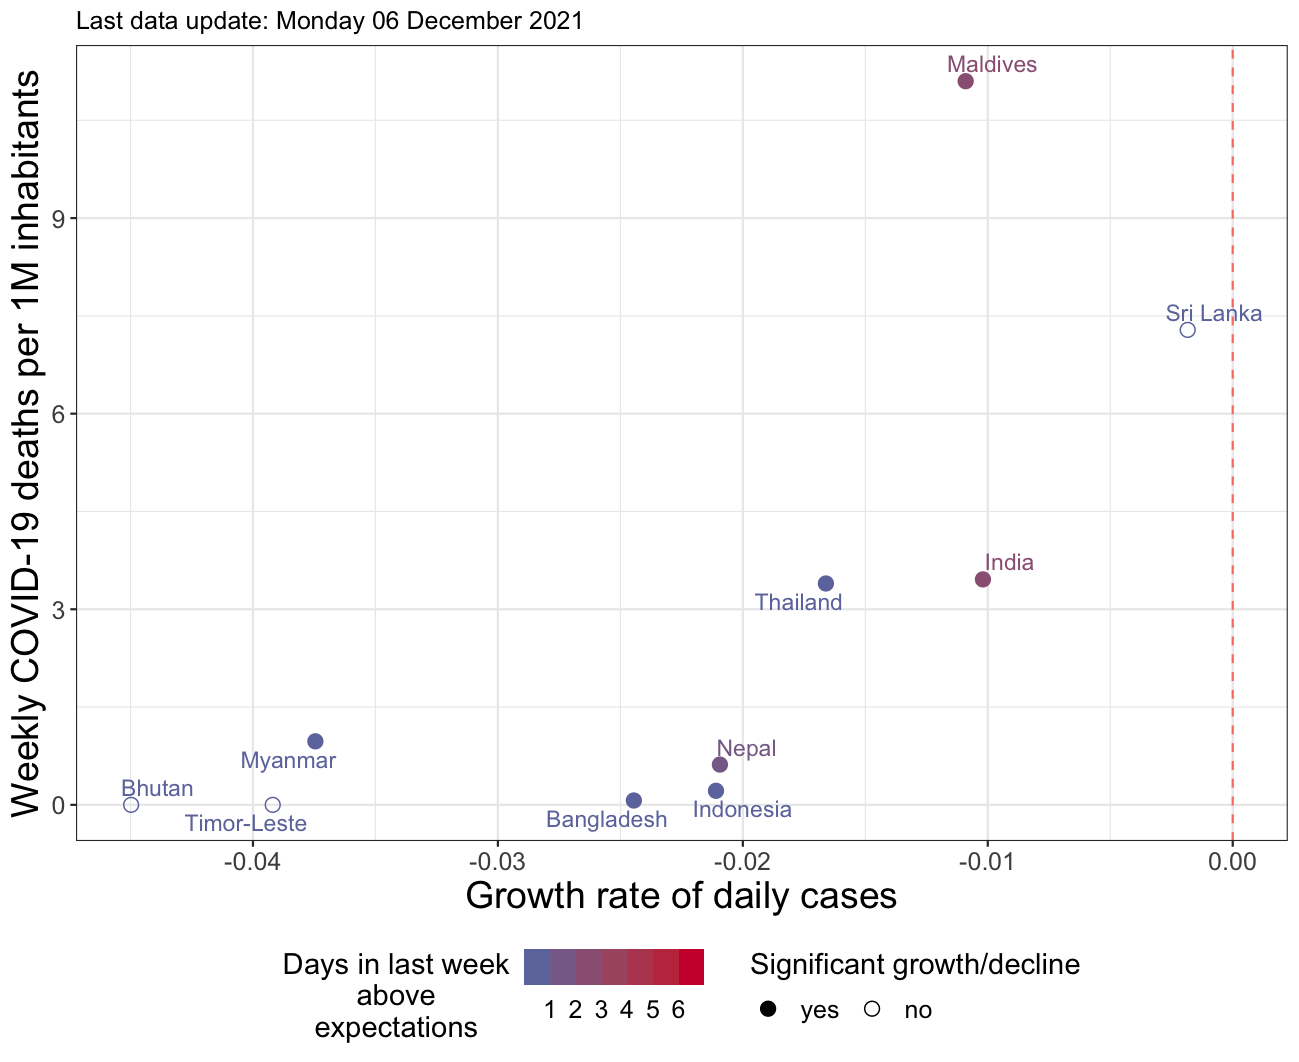 Last data update: Monday 06 December 2021
Weekly COVID-19 deaths per 1M inhabitants
Maldives
9
Sri Lanka
6
India
Thailand
3
Nepal
Myanmar
Bhutan
0
Indonesia
Bangladesh
Timor-Leste
-0.04 -0.03 -0.02 -0.01 0.00
Growth rate of daily cases
Days in last week
above
expectations
1 2 3 4 5 6
Significant growth/decline
yes no